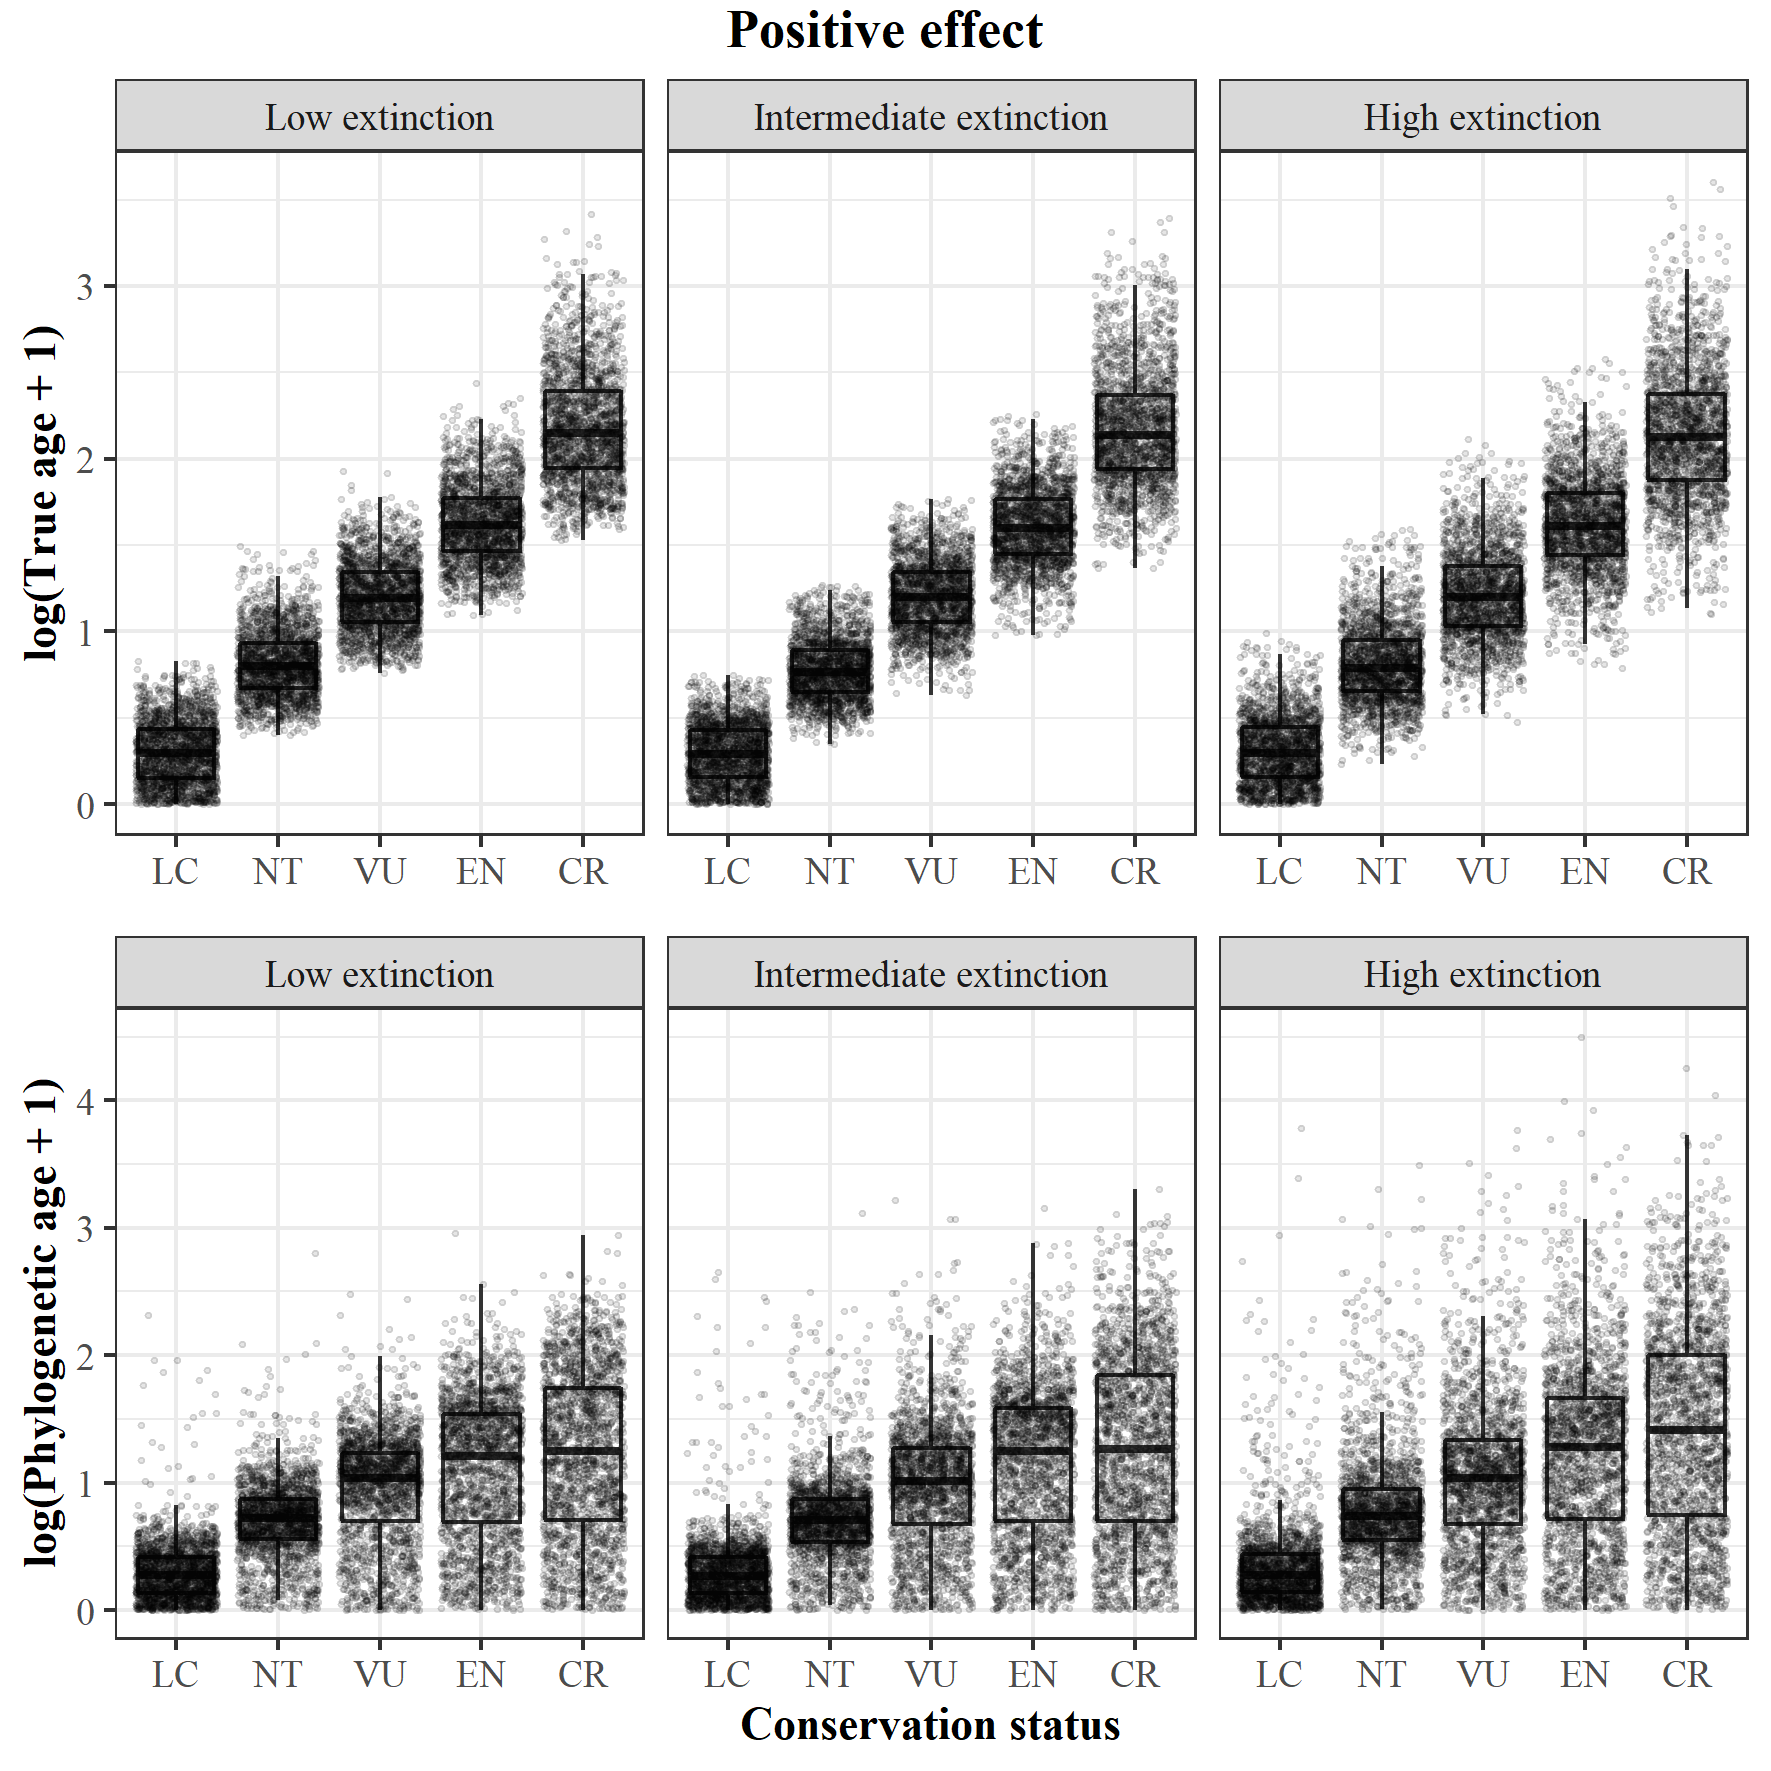 Positive effect
Low extinction Intermediate extinction High extinction
log(True age + 1)
3
2
1
0
LC NT VU EN CR LC NT VU EN CR LC NT VU EN CR
Low extinction Intermediate extinction High extinction
log(Phylogenetic age + 1)
4
3
2
1
0
LC NT VU EN CR LC NT VU EN CR LC NT VU EN CR
Conservation status